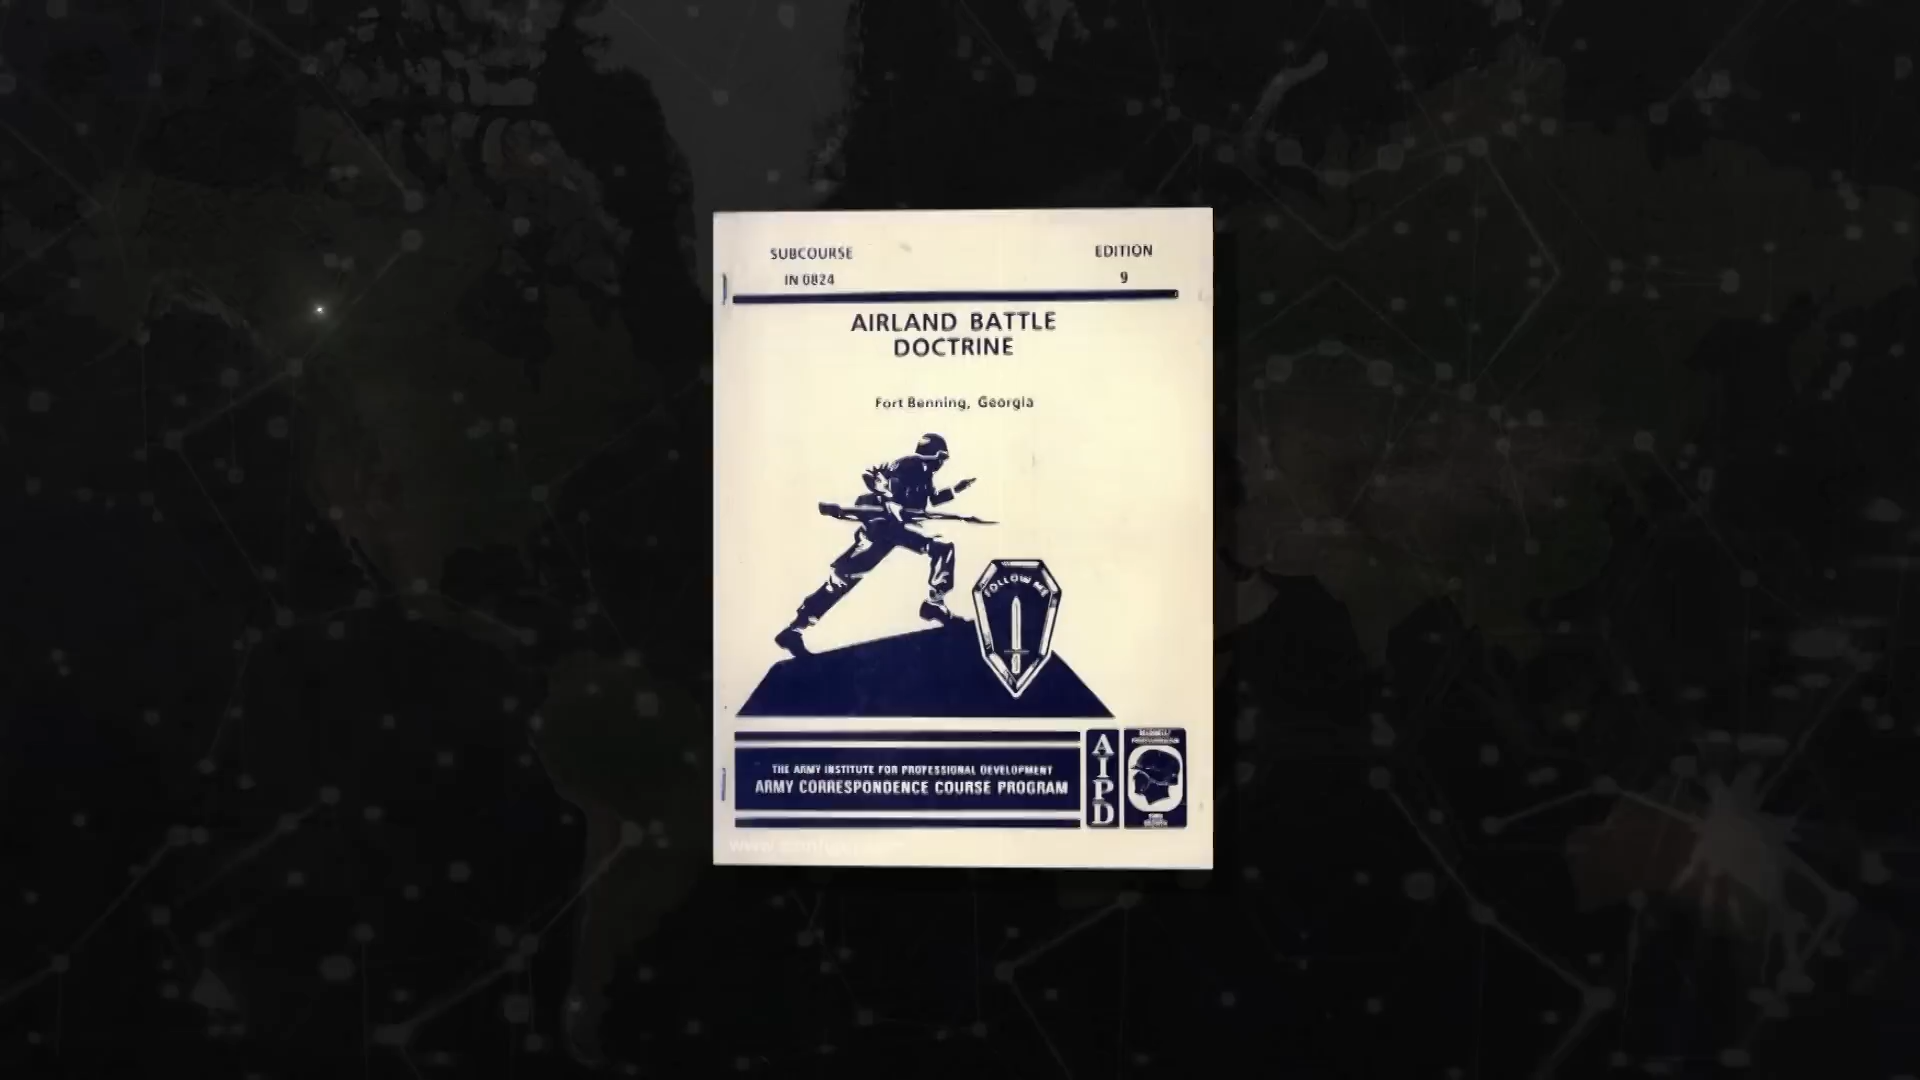 SUBCOURSE
EDITION
IN 0824
9
AIRLAND BATTLE
DOCTRINE
Fort Benning, Georgia
FOLLOW ME
THE ARMY INSTITUTE FOR PROFESSIONAL DEVELOPMENT
ARMY CORRESPONDENCE COURSE PROGRAM
AIPD